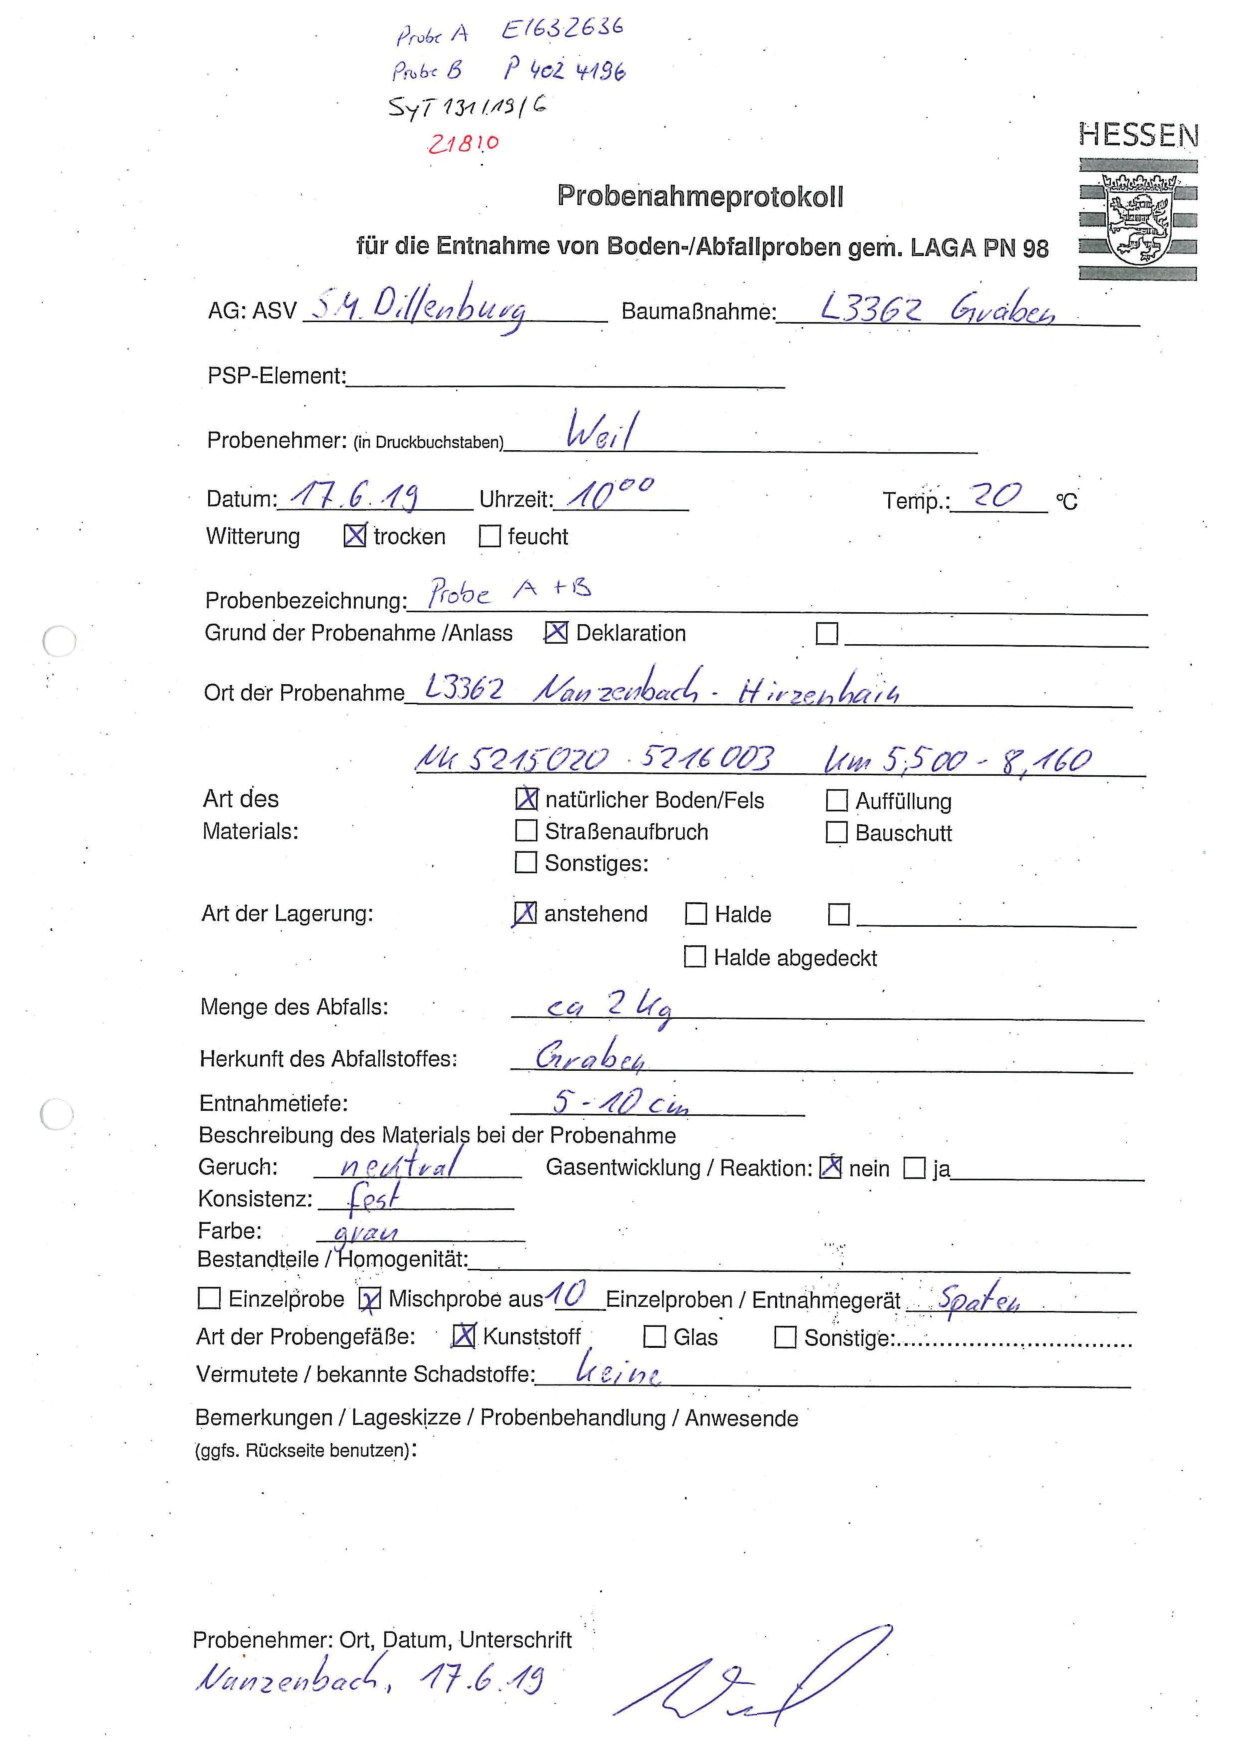 Probe A E1632636
Probe B P 402 4196
SyT 131/19/6
21810
HESSEN
Probenahmeprotokoll
für die Entnahme von Boden-/Abfallproben gem. LAGA PN 98
AG: ASV S.M. Dillenburg Baumaßnahme: L3362 Gräben
PSP-Element:
Probenehmer: (in Druckbuchstaben) Weil
Datum: 17.6.19 Uhrzeit: 10⁰⁰ Temp.: 20 °C
Witterung ☒ trocken ☐ feucht
Probenbezeichnung: Probe A + B
Grund der Probenahme /Anlass ☒ Deklaration ☐
Ort der Probenahme L3362 Nanzenbach - Hirzenhain
NK 5215020 - 5216003 km 5,500 - 8,160
Art des ☒ natürlicher Boden/Fels ☐ Auffüllung
Materials: ☐ Straßenaufbruch ☐ Bauschutt
☐ Sonstiges:
Art der Lagerung: ☒ anstehend ☐ Halde ☐
☐ Halde abgedeckt
Menge des Abfalls: ca 2 kg
Herkunft des Abfallstoffes: Graben
Entnahmetiefe: 5 - 10 cm
Beschreibung des Materials bei der Probenahme
Geruch: neutral Gasentwicklung / Reaktion: ☒ nein ☐ ja
Konsistenz: fest
Farbe: grau
Bestandteile / Homogenität:
☐ Einzelprobe ☒ Mischprobe aus 10 Einzelproben / Entnahmegerät Spaten
Art der Probengefäße: ☒ Kunststoff ☐ Glas ☐ Sonstige:
Vermutete / bekannte Schadstoffe: keine
Bemerkungen / Lageskizze / Probenbehandlung / Anwesende
(ggfs. Rückseite benutzen):
Probenehmer: Ort, Datum, Unterschrift
Nanzenbach, 17.6.19 Weil